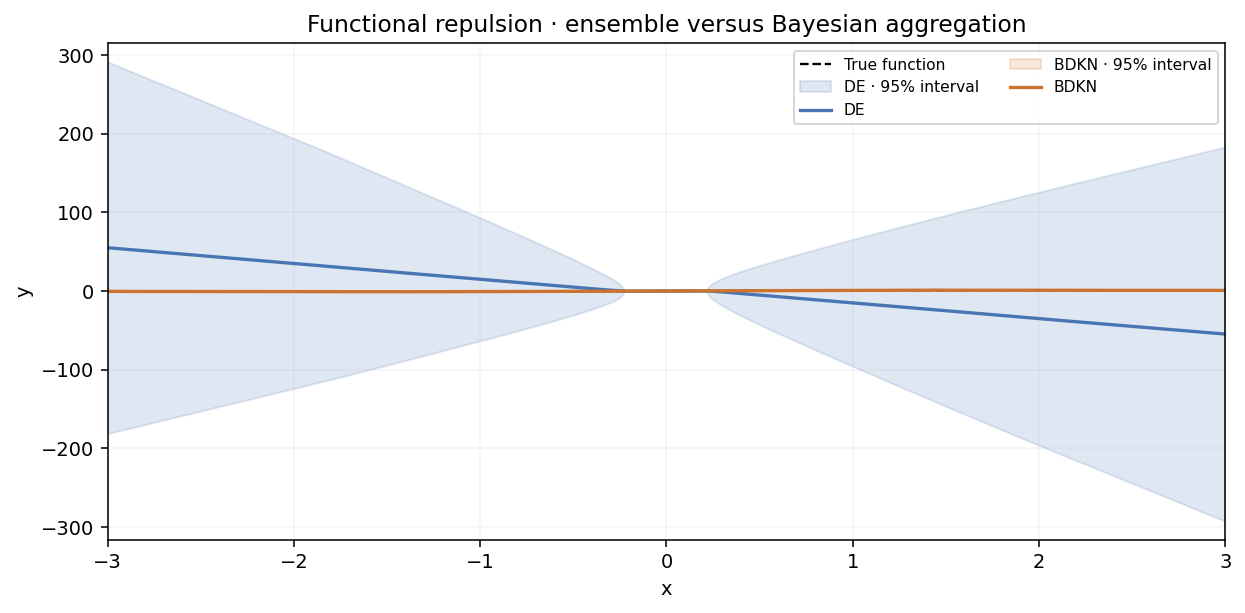 Functional repulsion · ensemble versus Bayesian aggregation
True function
DE · 95% interval
DE
BDKN · 95% interval
BDKN
300
200
100
0
−100
−200
−300
y
−3
−2
−1
0
1
2
3
x